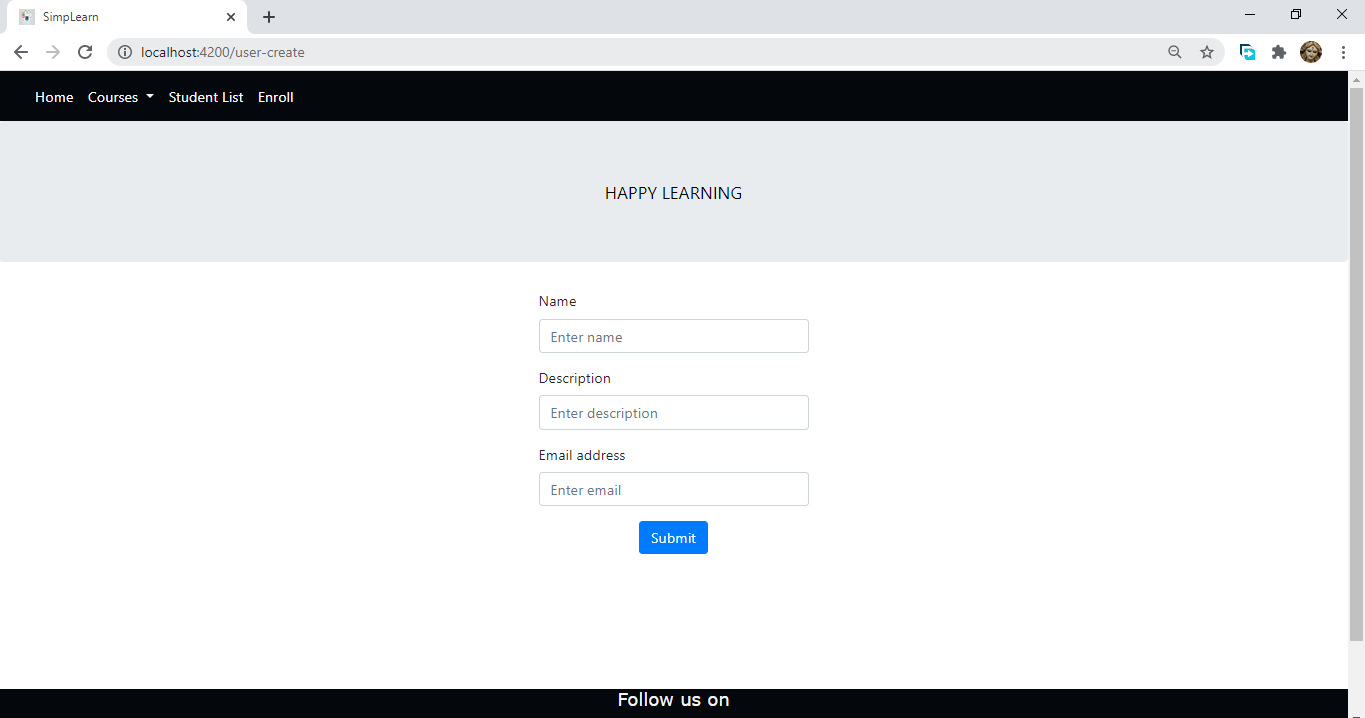 SimpLearn
localhost:4200/user-create
Home Courses Student List Enroll
HAPPY LEARNING
Name
Enter name
Description
Enter description
Email address
Enter email
Submit
Follow us on